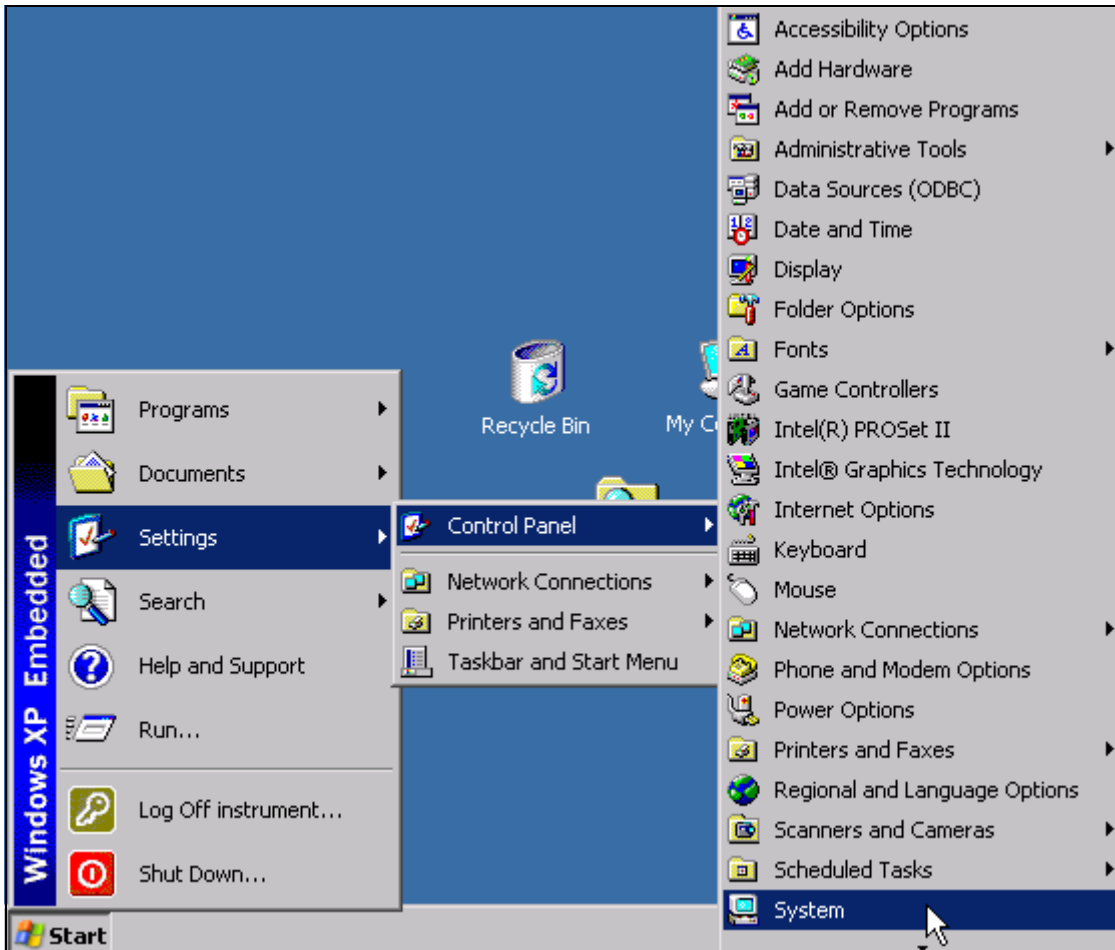 Recycle Bin
My C
Windows XP Embedded
Programs
Documents
Settings
Search
Help and Support
Run...
Log Off instrument...
Shut Down...
Start
Control Panel
Network Connections
Printers and Faxes
Taskbar and Start Menu
Accessibility Options
Add Hardware
Add or Remove Programs
Administrative Tools
Data Sources (ODBC)
Date and Time
Display
Folder Options
Fonts
Game Controllers
Intel(R) PROSet II
Intel® Graphics Technology
Internet Options
Keyboard
Mouse
Network Connections
Phone and Modem Options
Power Options
Printers and Faxes
Regional and Language Options
Scanners and Cameras
Scheduled Tasks
System